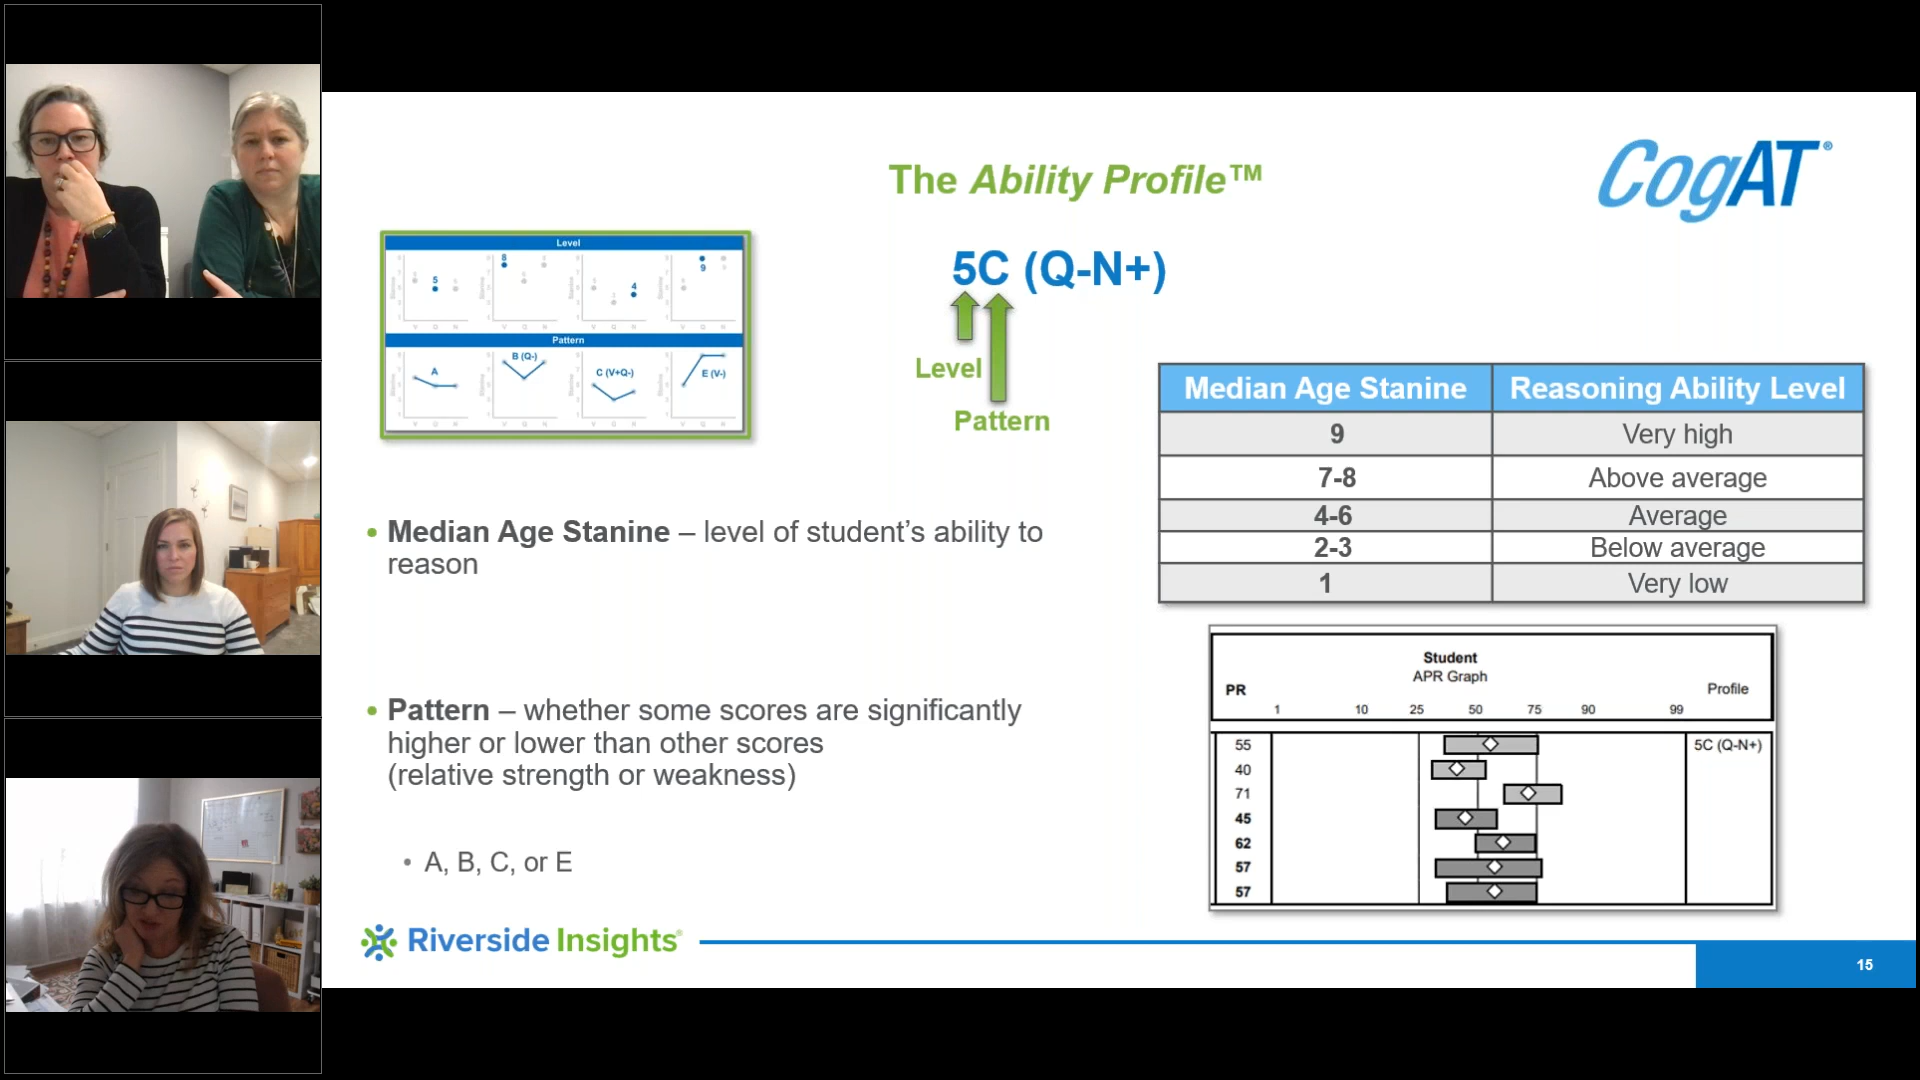 The Ability Profile™
CogAT®
Level
5
8
4
9
Pattern
A
B (Q-)
C (V+Q-)
E (V-)
5C (Q-N+)
Level
Pattern
Median Age Stanine Reasoning Ability Level
9 Very high
7-8 Above average
4-6 Average
2-3 Below average
1 Very low
• Median Age Stanine – level of student’s ability to
reason
• Pattern – whether some scores are significantly
higher or lower than other scores
(relative strength or weakness)
• A, B, C, or E
Student
APR Graph
PR Profile
1 10 25 50 75 90 99
55 5C (Q-N+)
40
71
45
62
57
57
Riverside Insights
15